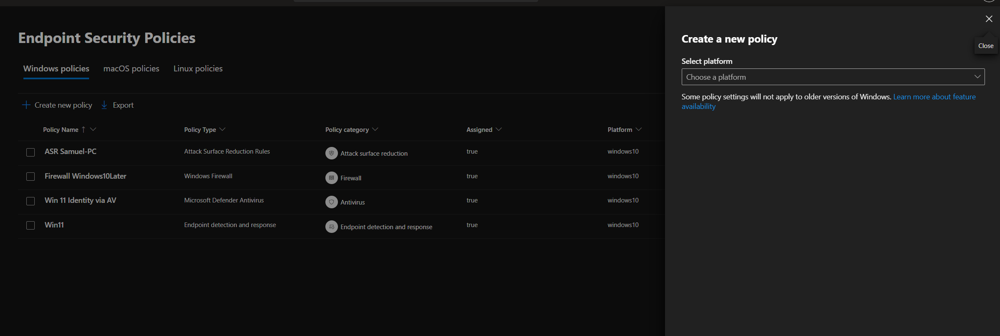 Endpoint Security Policies
Windows policies macOS policies Linux policies
Create new policy Export
Policy Name Policy Type Policy category Assigned Platform
ASR Samuel-PC Attack Surface Reduction Rules Attack surface reduction true windows10
Firewall Windows10Later Windows Firewall Firewall true windows10
Win 11 Identity via AV Microsoft Defender Antivirus Antivirus true windows10
Win11 Endpoint detection and response Endpoint detection and response true windows10
Close
Create a new policy
Select platform
Choose a platform
Some policy settings will not apply to older versions of Windows. Learn more about feature
availability